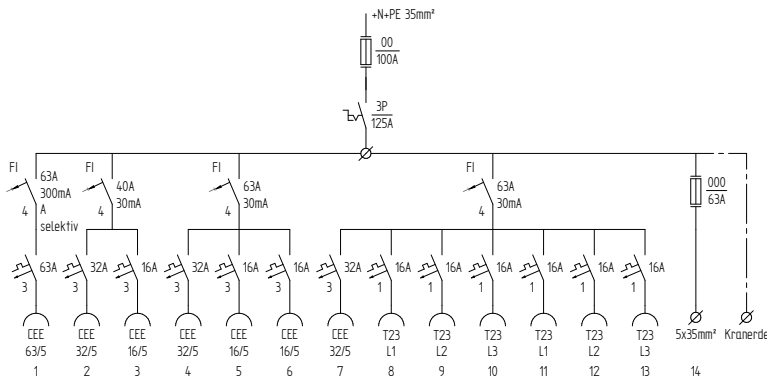 +N+PE 35mm²
00
100A
3P
125A
FI
63A
300mA
A
selektiv
4
FI
40A
30mA
4
FI
63A
30mA
4
FI
63A
30mA
4
000
63A
63A
3
32A
3
16A
3
32A
3
16A
3
16A
3
32A
3
16A
1
16A
1
16A
1
16A
1
16A
1
16A
1
CEE CEE CEE CEE CEE CEE CEE T23 T23 T23 T23 T23 T23 5x35mm² Kranerde
63/5 32/5 16/5 32/5 16/5 16/5 32/5 L1 L2 L3 L1 L2 L3
1 2 3 4 5 6 7 8 9 10 11 12 13 14